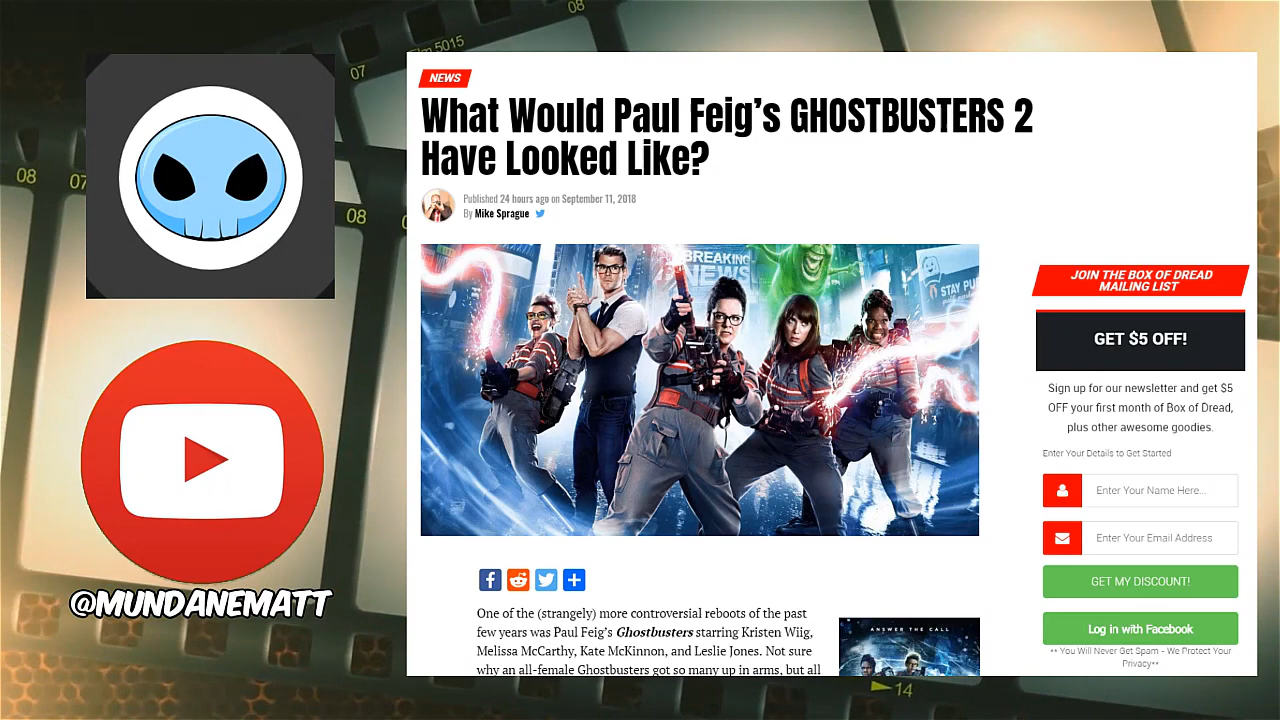 08
5015
07
08
07
08
@MUNDANEMATT
NEWS
What Would Paul Feig's GHOSTBUSTERS 2
Have Looked Like?
Published 24 hours ago on September 11, 2018
By Mike Sprague
BREAKING
NEWS
STAY PU
JOIN THE BOX OF DREAD
MAILING LIST
GET $5 OFF!
Sign up for our newsletter and get $5
OFF your first month of Box of Dread,
plus other awesome goodies.
Enter Your Details to Get Started
Enter Your Name Here...
Enter Your Email Address
GET MY DISCOUNT!
Log in with Facebook
** You Will Never Get Spam - We Protect Your
Privacy**
One of the (strangely) more controversial reboots of the past
few years was Paul Feig's Ghostbusters starring Kristen Wiig,
Melissa McCarthy, Kate McKinnon, and Leslie Jones. Not sure
why an all-female Ghostbusters got so many up in arms, but all
ANSWER THE CALL
14